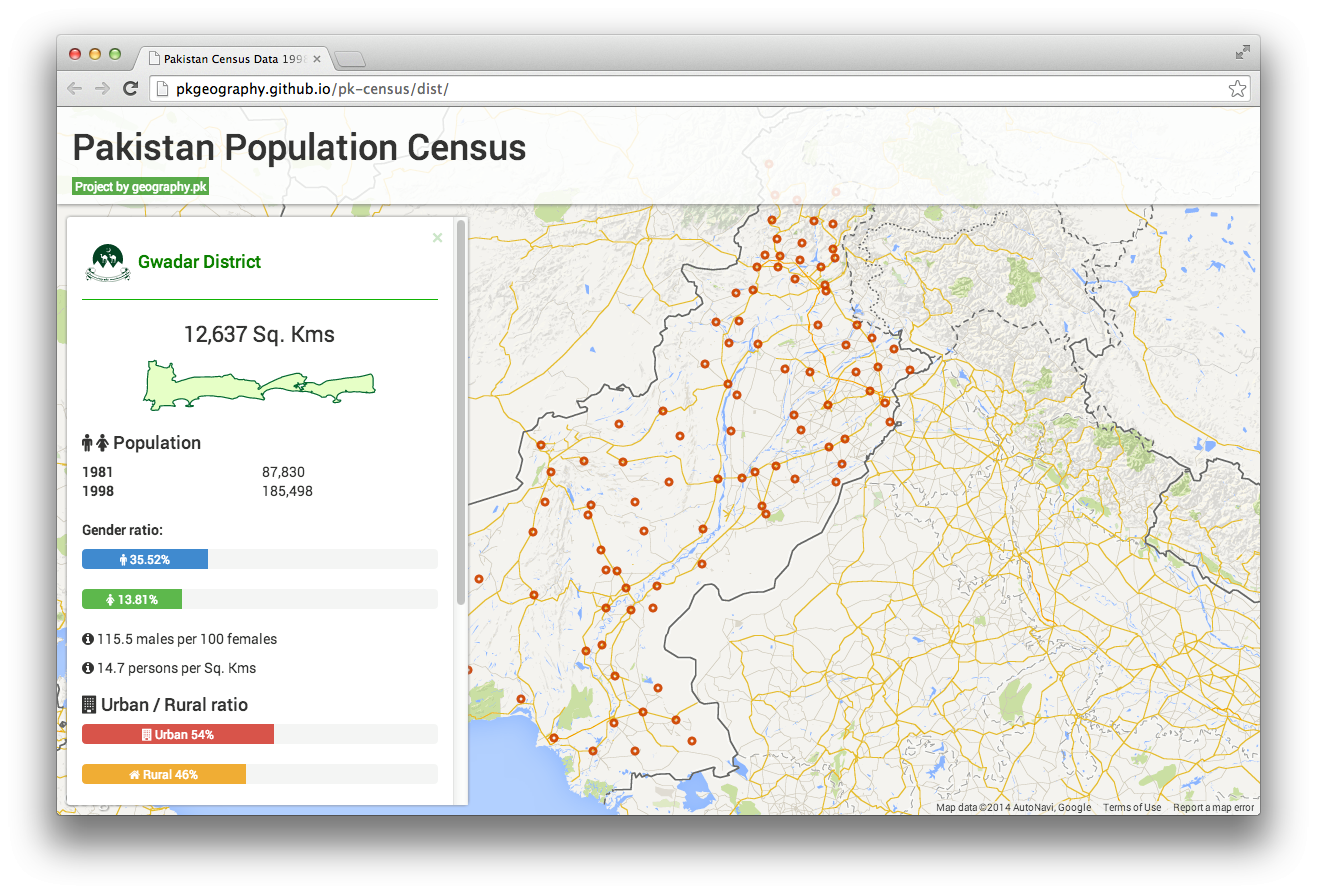 Pakistan Census Data 1998
pkgeography.github.io/pk-census/dist/
Pakistan Population Census
Project by geography.pk
Gwadar District
12,637 Sq. Kms
Population
1981 87,830
1998 185,498
Gender ratio:
35.52%
13.81%
115.5 males per 100 females
14.7 persons per Sq. Kms
Urban / Rural ratio
Urban 54%
Rural 46%
Map data ©2014 AutoNavi, Google Terms of Use Report a map error